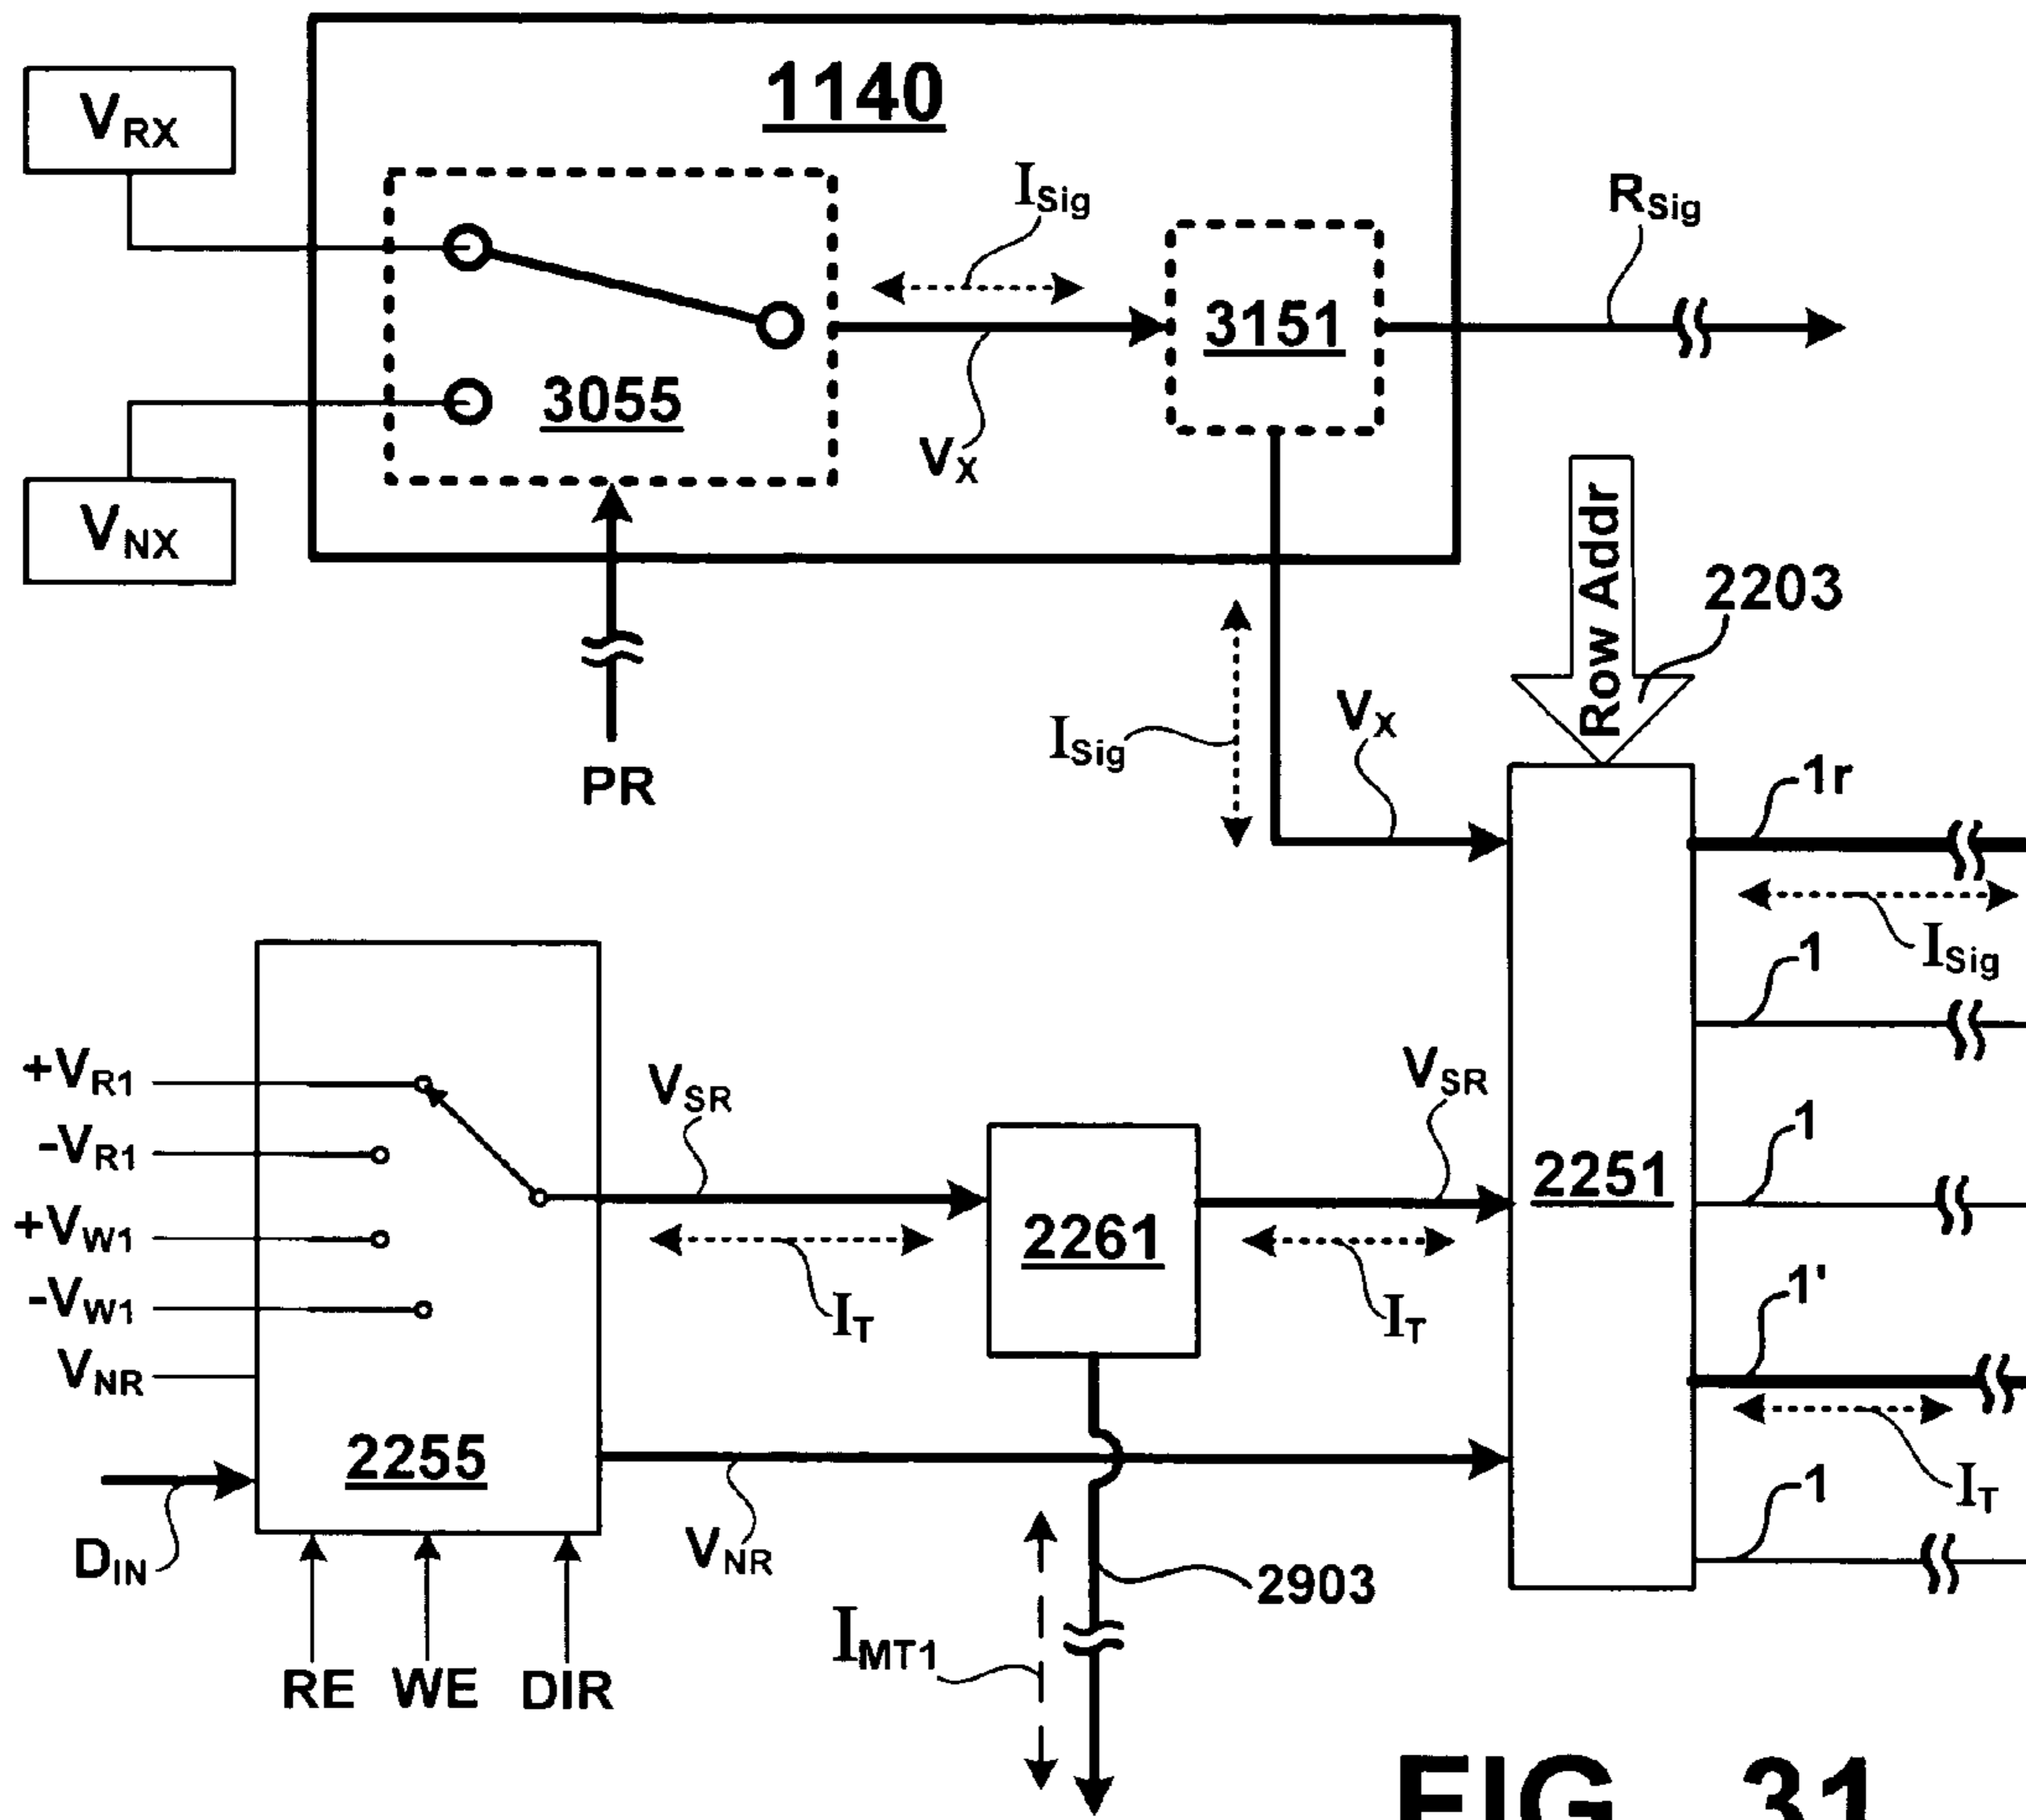 1140
VRX
ISig
RSig
3151
3055
VX
VNX
Row Addr
2203
PR
ISig
VX
1r
ISig
1
+VR1
-VR1
+VW1
-VW1
VNR
VSR
VSR
1
2261
2251
IT
IT
1'
2255
IT
DIN
VNR
1
2903
IMT1
RE WE DIR
FIG. 31